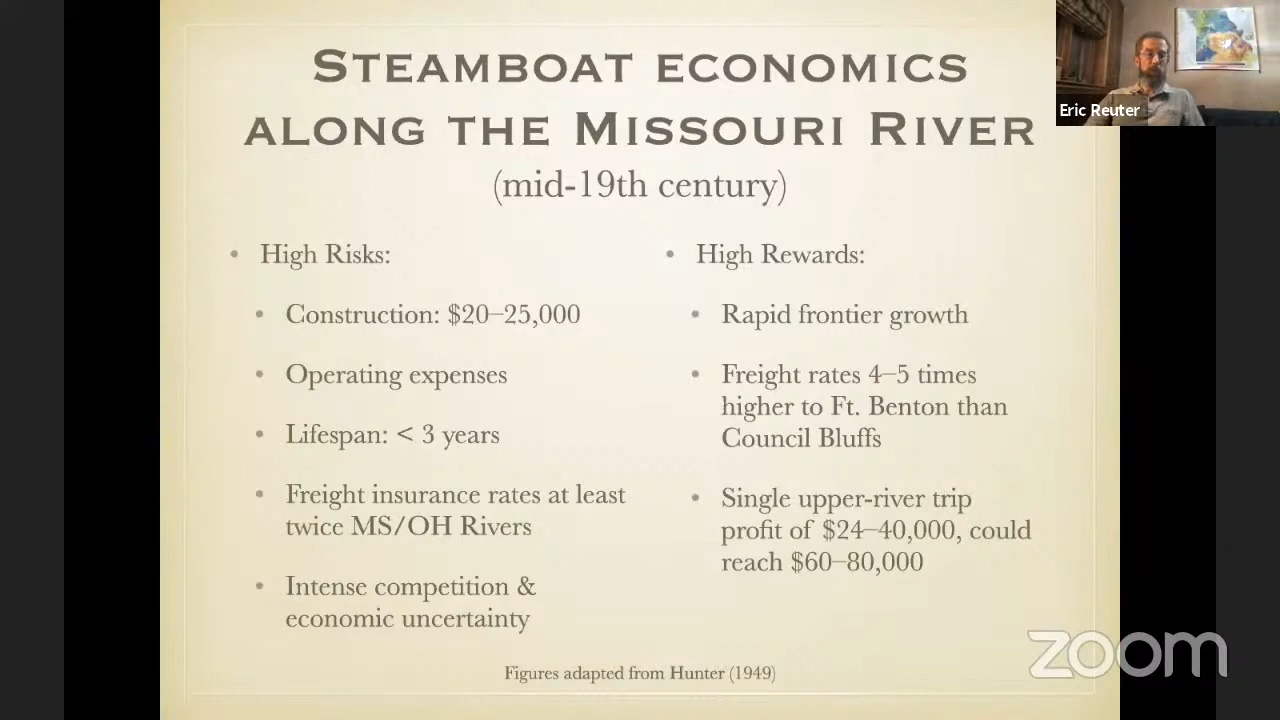 Steamboat economics
along the Missouri River
(mid-19th century)
Eric Reuter
• High Risks:
• Construction: $20–25,000
• Operating expenses
• Lifespan: < 3 years
• Freight insurance rates at least
twice MS/OH Rivers
• Intense competition &
economic uncertainty
• High Rewards:
• Rapid frontier growth
• Freight rates 4–5 times
higher to Ft. Benton than
Council Bluffs
• Single upper-river trip
profit of $24–40,000, could
reach $60–80,000
Figures adapted from Hunter (1949)
zoom